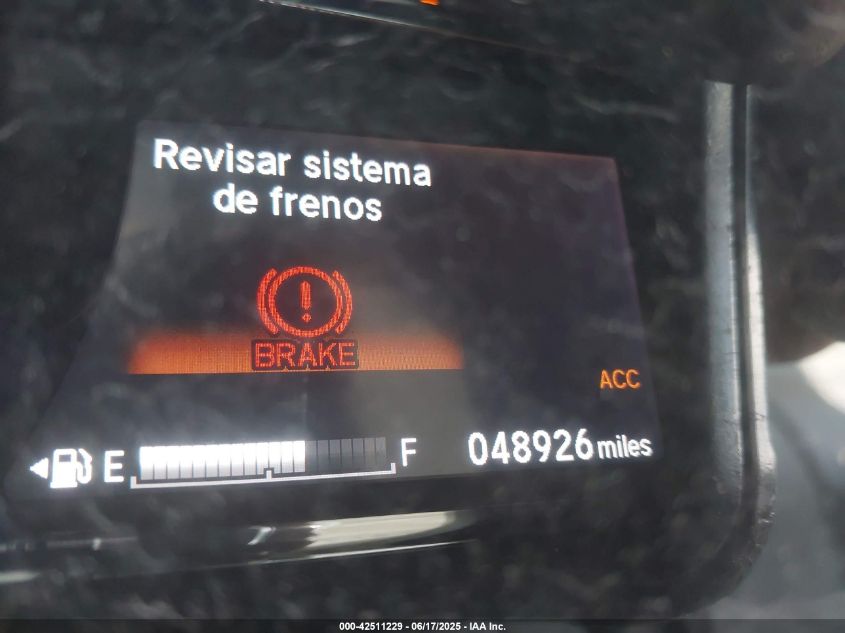 Revisar sistema
de frenos
BRAKE
ACC
E F 048926 miles
000-42511229 - 06/17/2025 - IAA Inc.